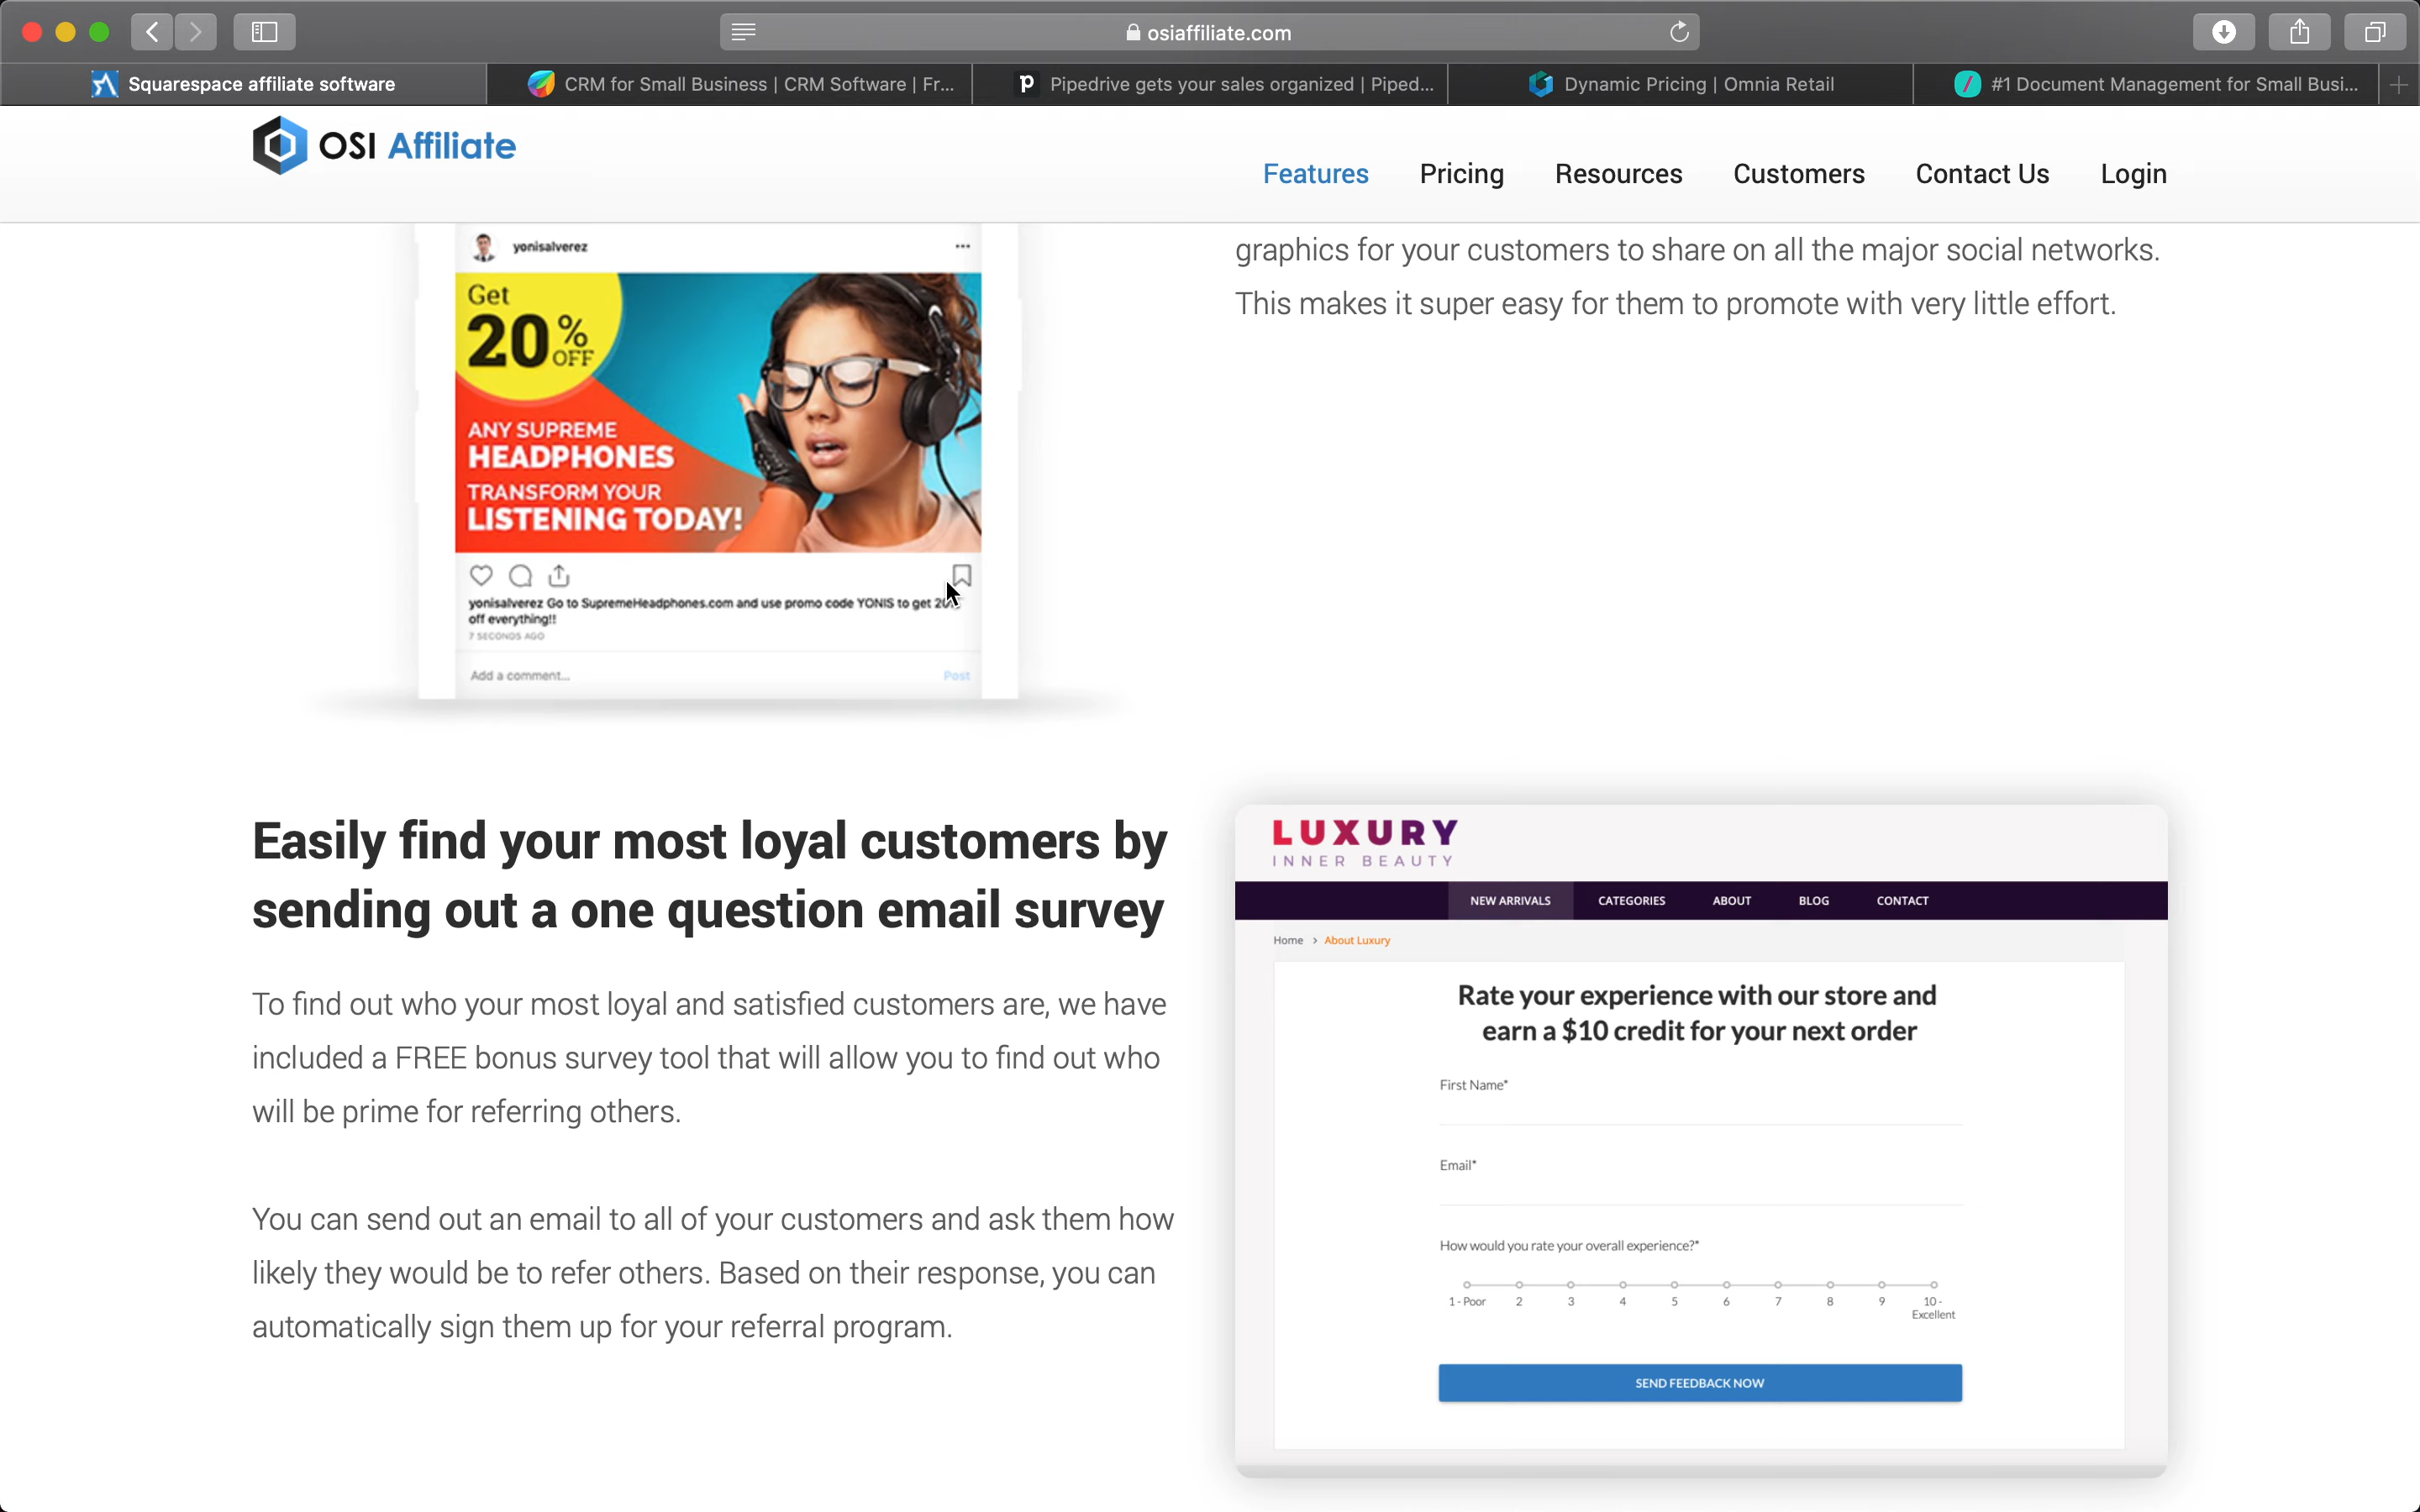 osiaffiliate.com
Squarespace affiliate software
CRM for Small Business | CRM Software | Fr...
Pipedrive gets your sales organized | Piped...
Dynamic Pricing | Omnia Retail
#1 Document Management for Small Busi...
OSI Affiliate
Features
Pricing
Resources
Customers
Contact Us
Login
yonisalverez
Get
20%
OFF
ANY SUPREME
HEADPHONES
TRANSFORM YOUR
LISTENING TODAY!
yonisalverez Go to SupremeHeadphones.com and use promo code YONIS to get
off everything!!
7 SECONDS AGO
Add a comment...
Post
graphics for your customers to share on all the major social networks.
This makes it super easy for them to promote with very little effort.
Easily find your most loyal customers by
sending out a one question email survey
To find out who your most loyal and satisfied customers are, we have
included a FREE bonus survey tool that will allow you to find out who
will be prime for referring others.
You can send out an email to all of your customers and ask them how
likely they would be to refer others. Based on their response, you can
automatically sign them up for your referral program.
LUXURY
INNER BEAUTY
NEW ARRIVALS
CATEGORIES
ABOUT
BLOG
CONTACT
Home > About Luxury
Rate your experience with our store and
earn a $10 credit for your next order
First Name*
Email*
How would you rate your overall experience?*
1 - Poor 2 3 4 5 6 7 8 9 10 -
Excellent
SEND FEEDBACK NOW